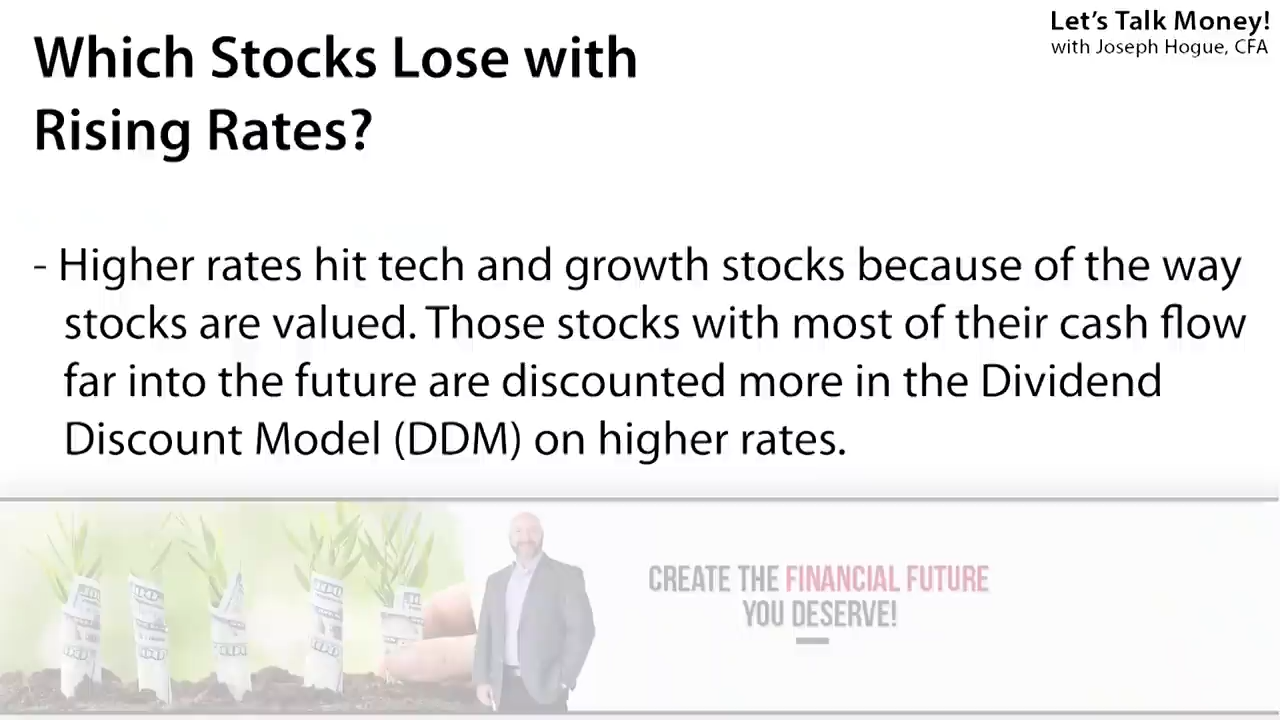 Let's Talk Money!
with Joseph Hogue, CFA
Which Stocks Lose with
Rising Rates?
- Higher rates hit tech and growth stocks because of the way
stocks are valued. Those stocks with most of their cash flow
far into the future are discounted more in the Dividend
Discount Model (DDM) on higher rates.
CREATE THE FINANCIAL FUTURE
YOU DESERVE!